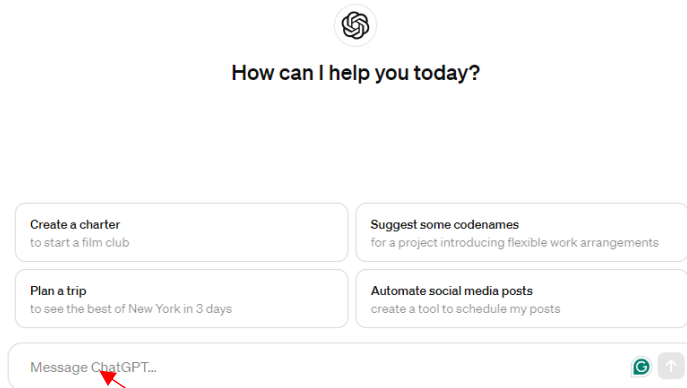 How can I help you today?
Create a charter
to start a film club
Suggest some codenames
for a project introducing flexible work arrangements
Plan a trip
to see the best of New York in 3 days
Automate social media posts
create a tool to schedule my posts
Message ChatGPT...